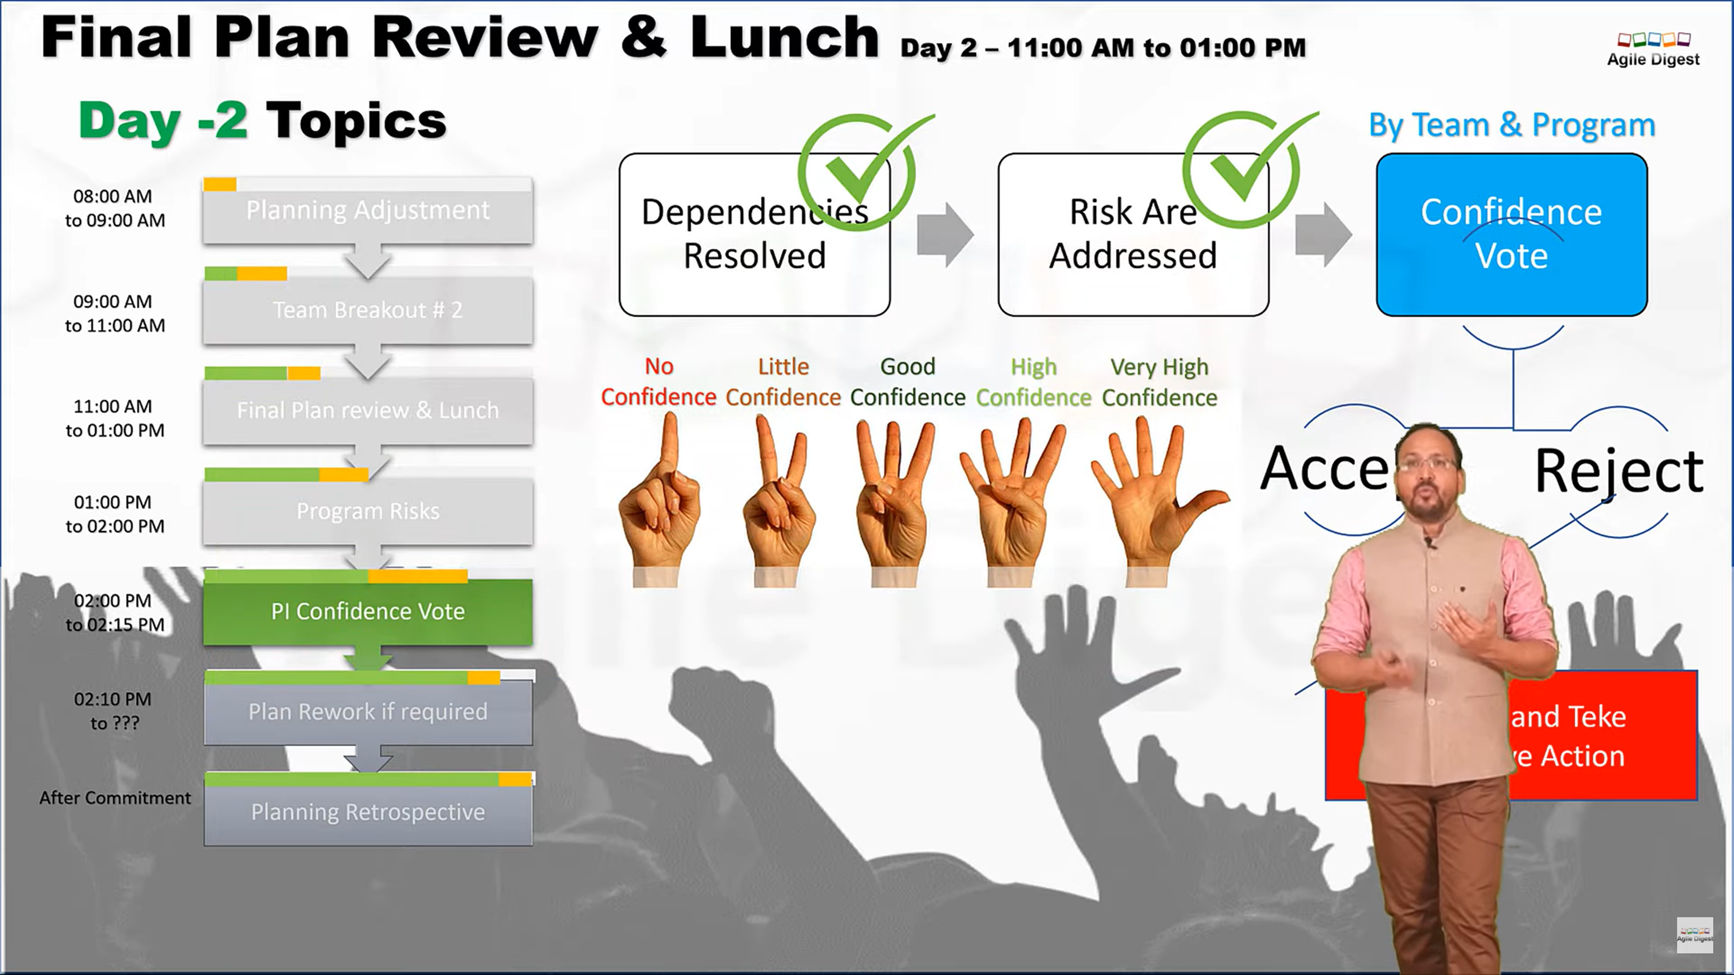 Final Plan Review & Lunch Day 2 – 11:00 AM to 01:00 PM
Agile Digest
Day -2 Topics
08:00 AM
to 09:00 AM
Planning Adjustment
09:00 AM
to 11:00 AM
Team Breakout # 2
11:00 AM
to 01:00 PM
Final Plan review & Lunch
01:00 PM
to 02:00 PM
Program Risks
02:00 PM
to 02:15 PM
PI Confidence Vote
02:10 PM
to ???
Plan Rework if required
After Commitment
Planning Retrospective
Dependencies
Resolved
Risk Are
Addressed
By Team & Program
Confidence
Vote
No
Confidence
Little
Confidence
Good
Confidence
High
Confidence
Very High
Confidence
Reject
and Teke
Action
Agile Digest